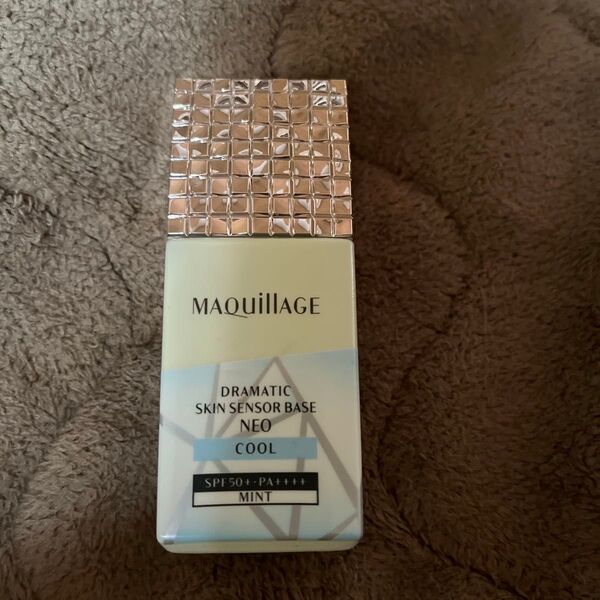 MAQuillAGE
DRAMATIC
SKIN SENSOR BASE
NEO
COOL
SPF50+・PA++++
MINT